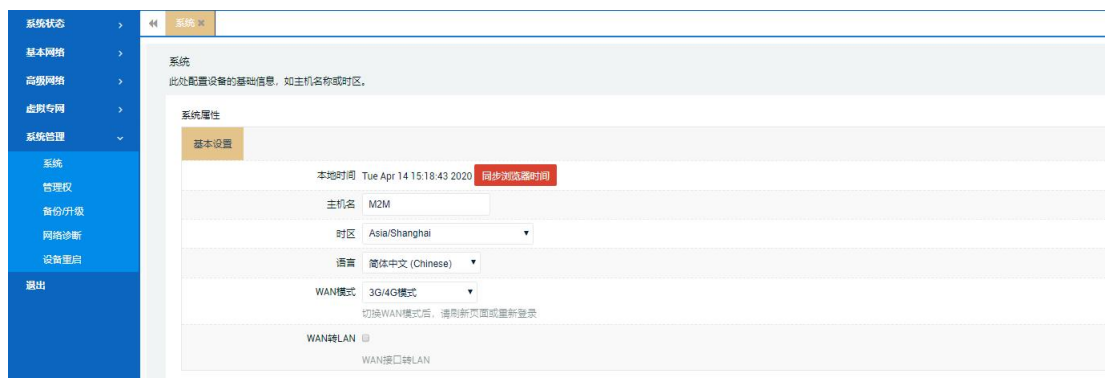 系统状态
基本网络
高级网络
虚拟专网
系统管理
系统
管理权
备份/升级
网络诊断
设备重启
退出
系统
系统
此处配置设备的基础信息，如主机名称或时区。
系统属性
基本设置
本地时间 Tue Apr 14 15:18:43 2020 同步浏览器时间
主机名 M2M
时区 Asia/Shanghai
语言 简体中文 (Chinese)
WAN模式 3G/4G模式
切换WAN模式后，请刷新页面或重新登录
WAN转LAN
WAN接口转LAN